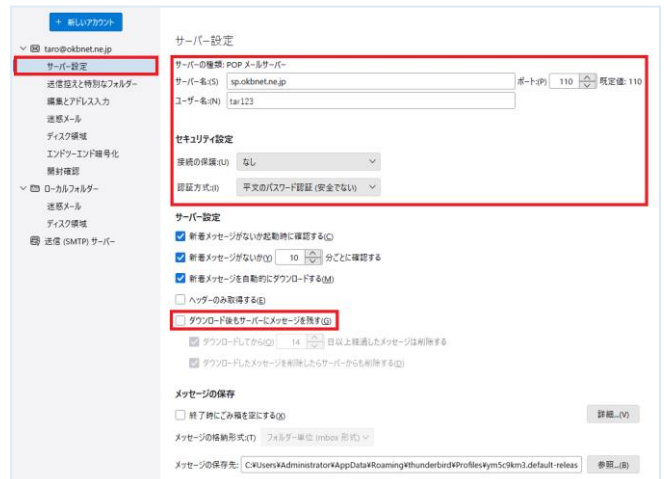 + 新しいアカウント
taro@okbnet.ne.jp
サーバー設定
送信控えと特別なフォルダー
編集とアドレス入力
迷惑メール
ディスク領域
エンドツーエンド暗号化
開封確認
ローカルフォルダー
迷惑メール
ディスク領域
送信 (SMTP) サーバー
サーバー設定
サーバーの種類: POP メールサーバー
サーバー名:(S) sp.okbnet.ne.jp ポート:(P) 110 既定値: 110
ユーザー名:(N) tar123
セキュリティ設定
接続の保護:(U) なし
認証方式:(I) 平文のパスワード認証 (安全でない)
サーバー設定
新着メッセージがないか起動時に確認する(C)
新着メッセージがないか(Y) 10 分ごとに確認する
新着メッセージを自動的にダウンロードする(M)
ヘッダーのみ取得する(E)
ダウンロード後もサーバーにメッセージを残す(G)
ダウンロードしてから(O) 14 日以上経過したメッセージは削除する
ダウンロードしたメッセージを削除したらサーバーからも削除する(D)
メッセージの保存
終了時にごみ箱を空にする(X) 詳細...(V)
メッセージの格納形式:(T) フォルダー単位 (mbox 形式)
メッセージの保存先: C:¥Users¥Administrator¥AppData¥Roaming¥thunderbird¥Profiles¥ym5c9km3.default-releas 参照...(B)